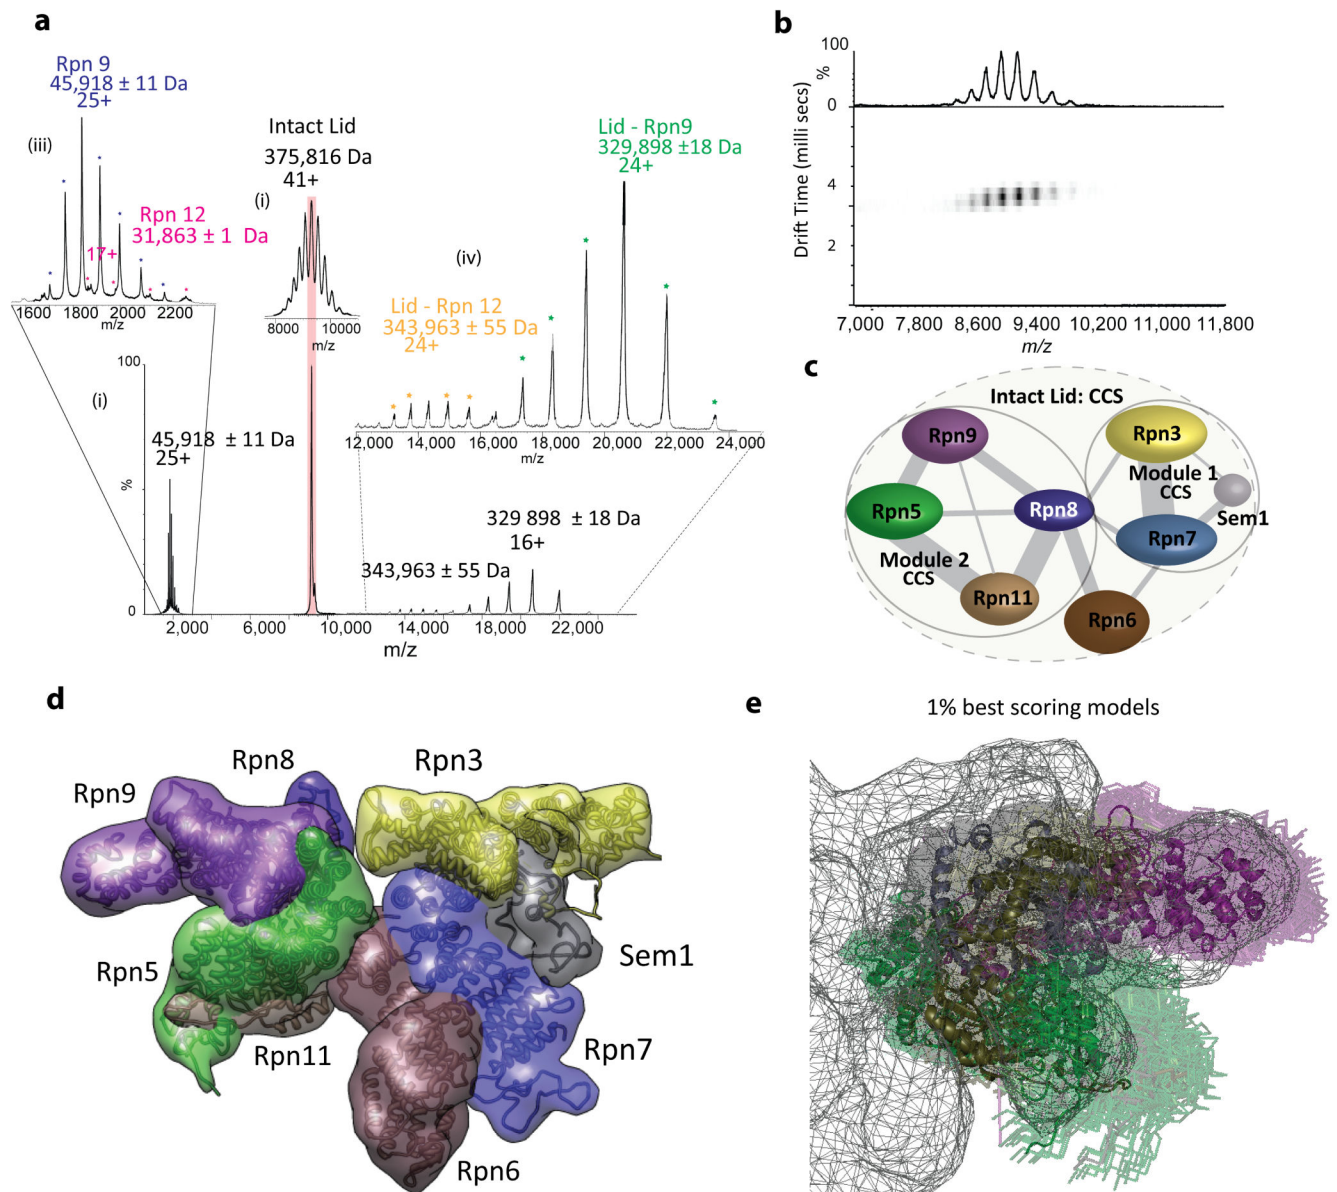 a
Rpn 9
45,918 ± 11 Da
25+
(iii)
Rpn 12
31,863 ± 1 Da
17+
1600 1800 2000 2200
m/z
Intact Lid
375,816 Da
41+
(i)
8000 10000
m/z
Lid - Rpn9
329,898 ±18 Da
24+
(iv)
Lid - Rpn 12
343,963 ± 55 Da
24+
12,000 14,000 16,000 18,000 20,000 22,000 24,000
m/z
100
(i)
45,918 ± 11 Da
25+
%
0
329 898 ± 18 Da
16+
343,963 ± 55 Da
2,000 6,000 10,000 14,000 18,000 22,000
m/z
b
100
%
0
Drift Time (milli secs)
4
2
7,000 7,800 8,600 9,400 10,200 11,000 11,800
m/z
c
Intact Lid: CCS
Rpn9
Rpn3
Module 1
CCS
Sem1
Rpn5
Rpn8
Rpn7
Module 2
CCS
Rpn11
Rpn6
d
Rpn8
Rpn3
Rpn9
Rpn5
Sem1
Rpn11
Rpn7
Rpn6
e
1% best scoring models